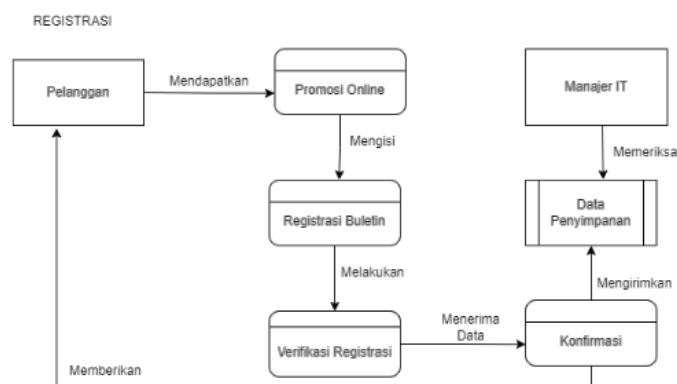 REGISTRASI
Pelanggan
Mendapatkan
Promosi Online
Manajer IT
Mengisi
Memeriksa
Registrasi Buletin
Data
Penyimpanan
Melakukan
Mengirimkan
Verifikasi Registrasi
Menerima
Data
Konfirmasi
Memberikan